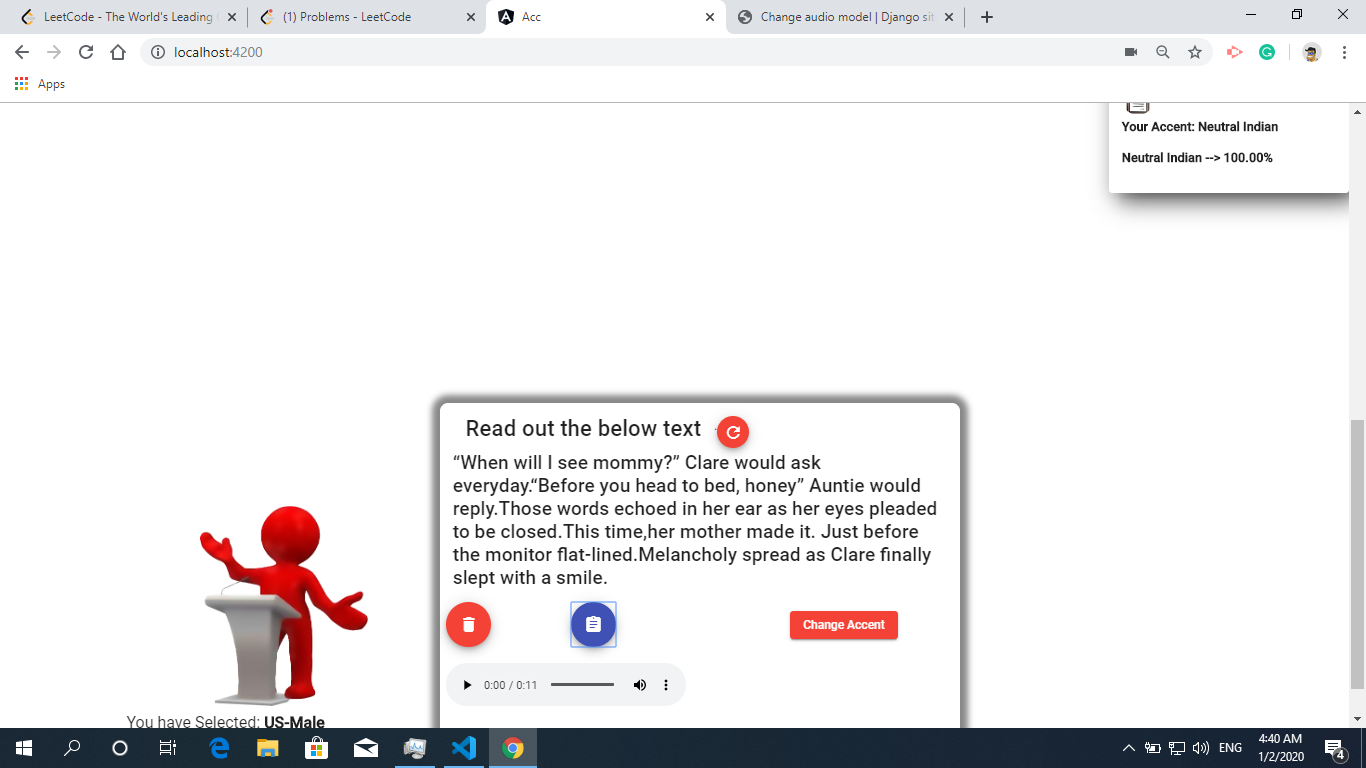 LeetCode - The World's Leading
(1) Problems - LeetCode
Acc
Change audio model | Django sit
localhost:4200
Apps
Your Accent: Neutral Indian
Neutral Indian --> 100.00%
Read out the below text
“When will I see mommy?” Clare would ask
everyday.“Before you head to bed, honey” Auntie would
reply.Those words echoed in her ear as her eyes pleaded
to be closed.This time,her mother made it. Just before
the monitor flat-lined.Melancholy spread as Clare finally
slept with a smile.
Change Accent
0:00 / 0:11
You have Selected: US-Male
ENG
4:40 AM
1/2/2020
4